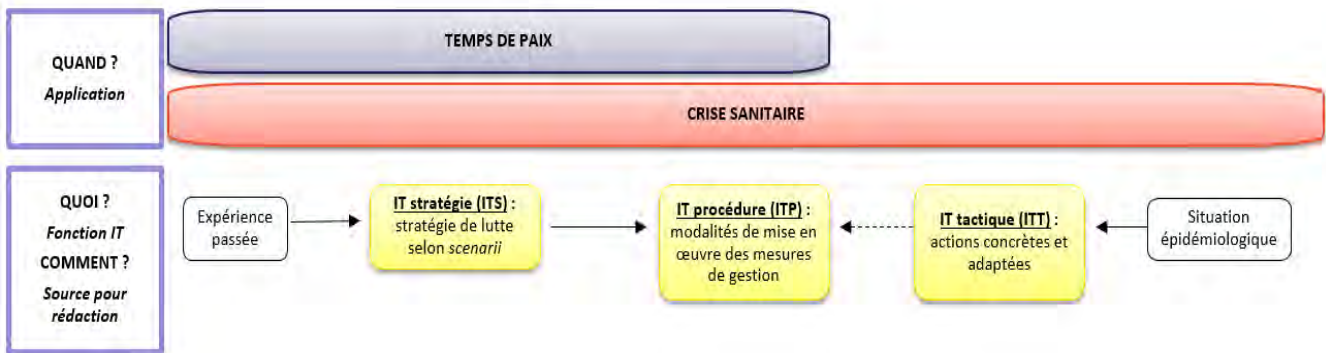 QUAND ?
Application
TEMPS DE PAIX
CRISE SANITAIRE
QUOI ?
Fonction IT
COMMENT ?
Source pour
rédaction
Expérience
passée
IT stratégie (ITS) :
stratégie de lutte
selon scenarii
IT procédure (ITP) :
modalités de mise en
œuvre des mesures
de gestion
IT tactique (ITT) :
actions concrètes et
adaptées
Situation
épidémiologique